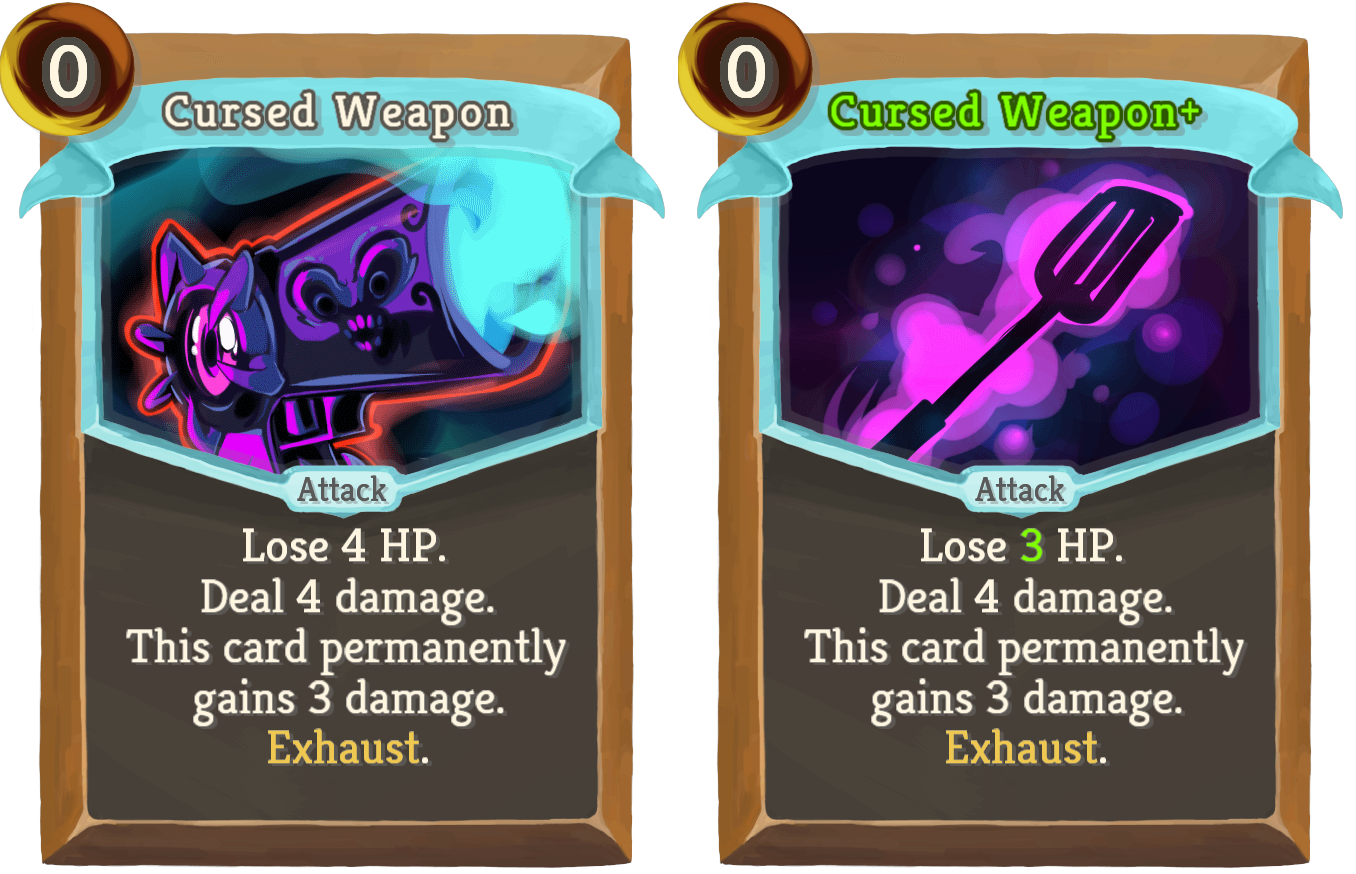 0
Cursed Weapon
Attack
Lose 4 HP.
Deal 4 damage.
This card permanently
gains 3 damage.
Exhaust.
0
Cursed Weapon+
Attack
Lose 3 HP.
Deal 4 damage.
This card permanently
gains 3 damage.
Exhaust.